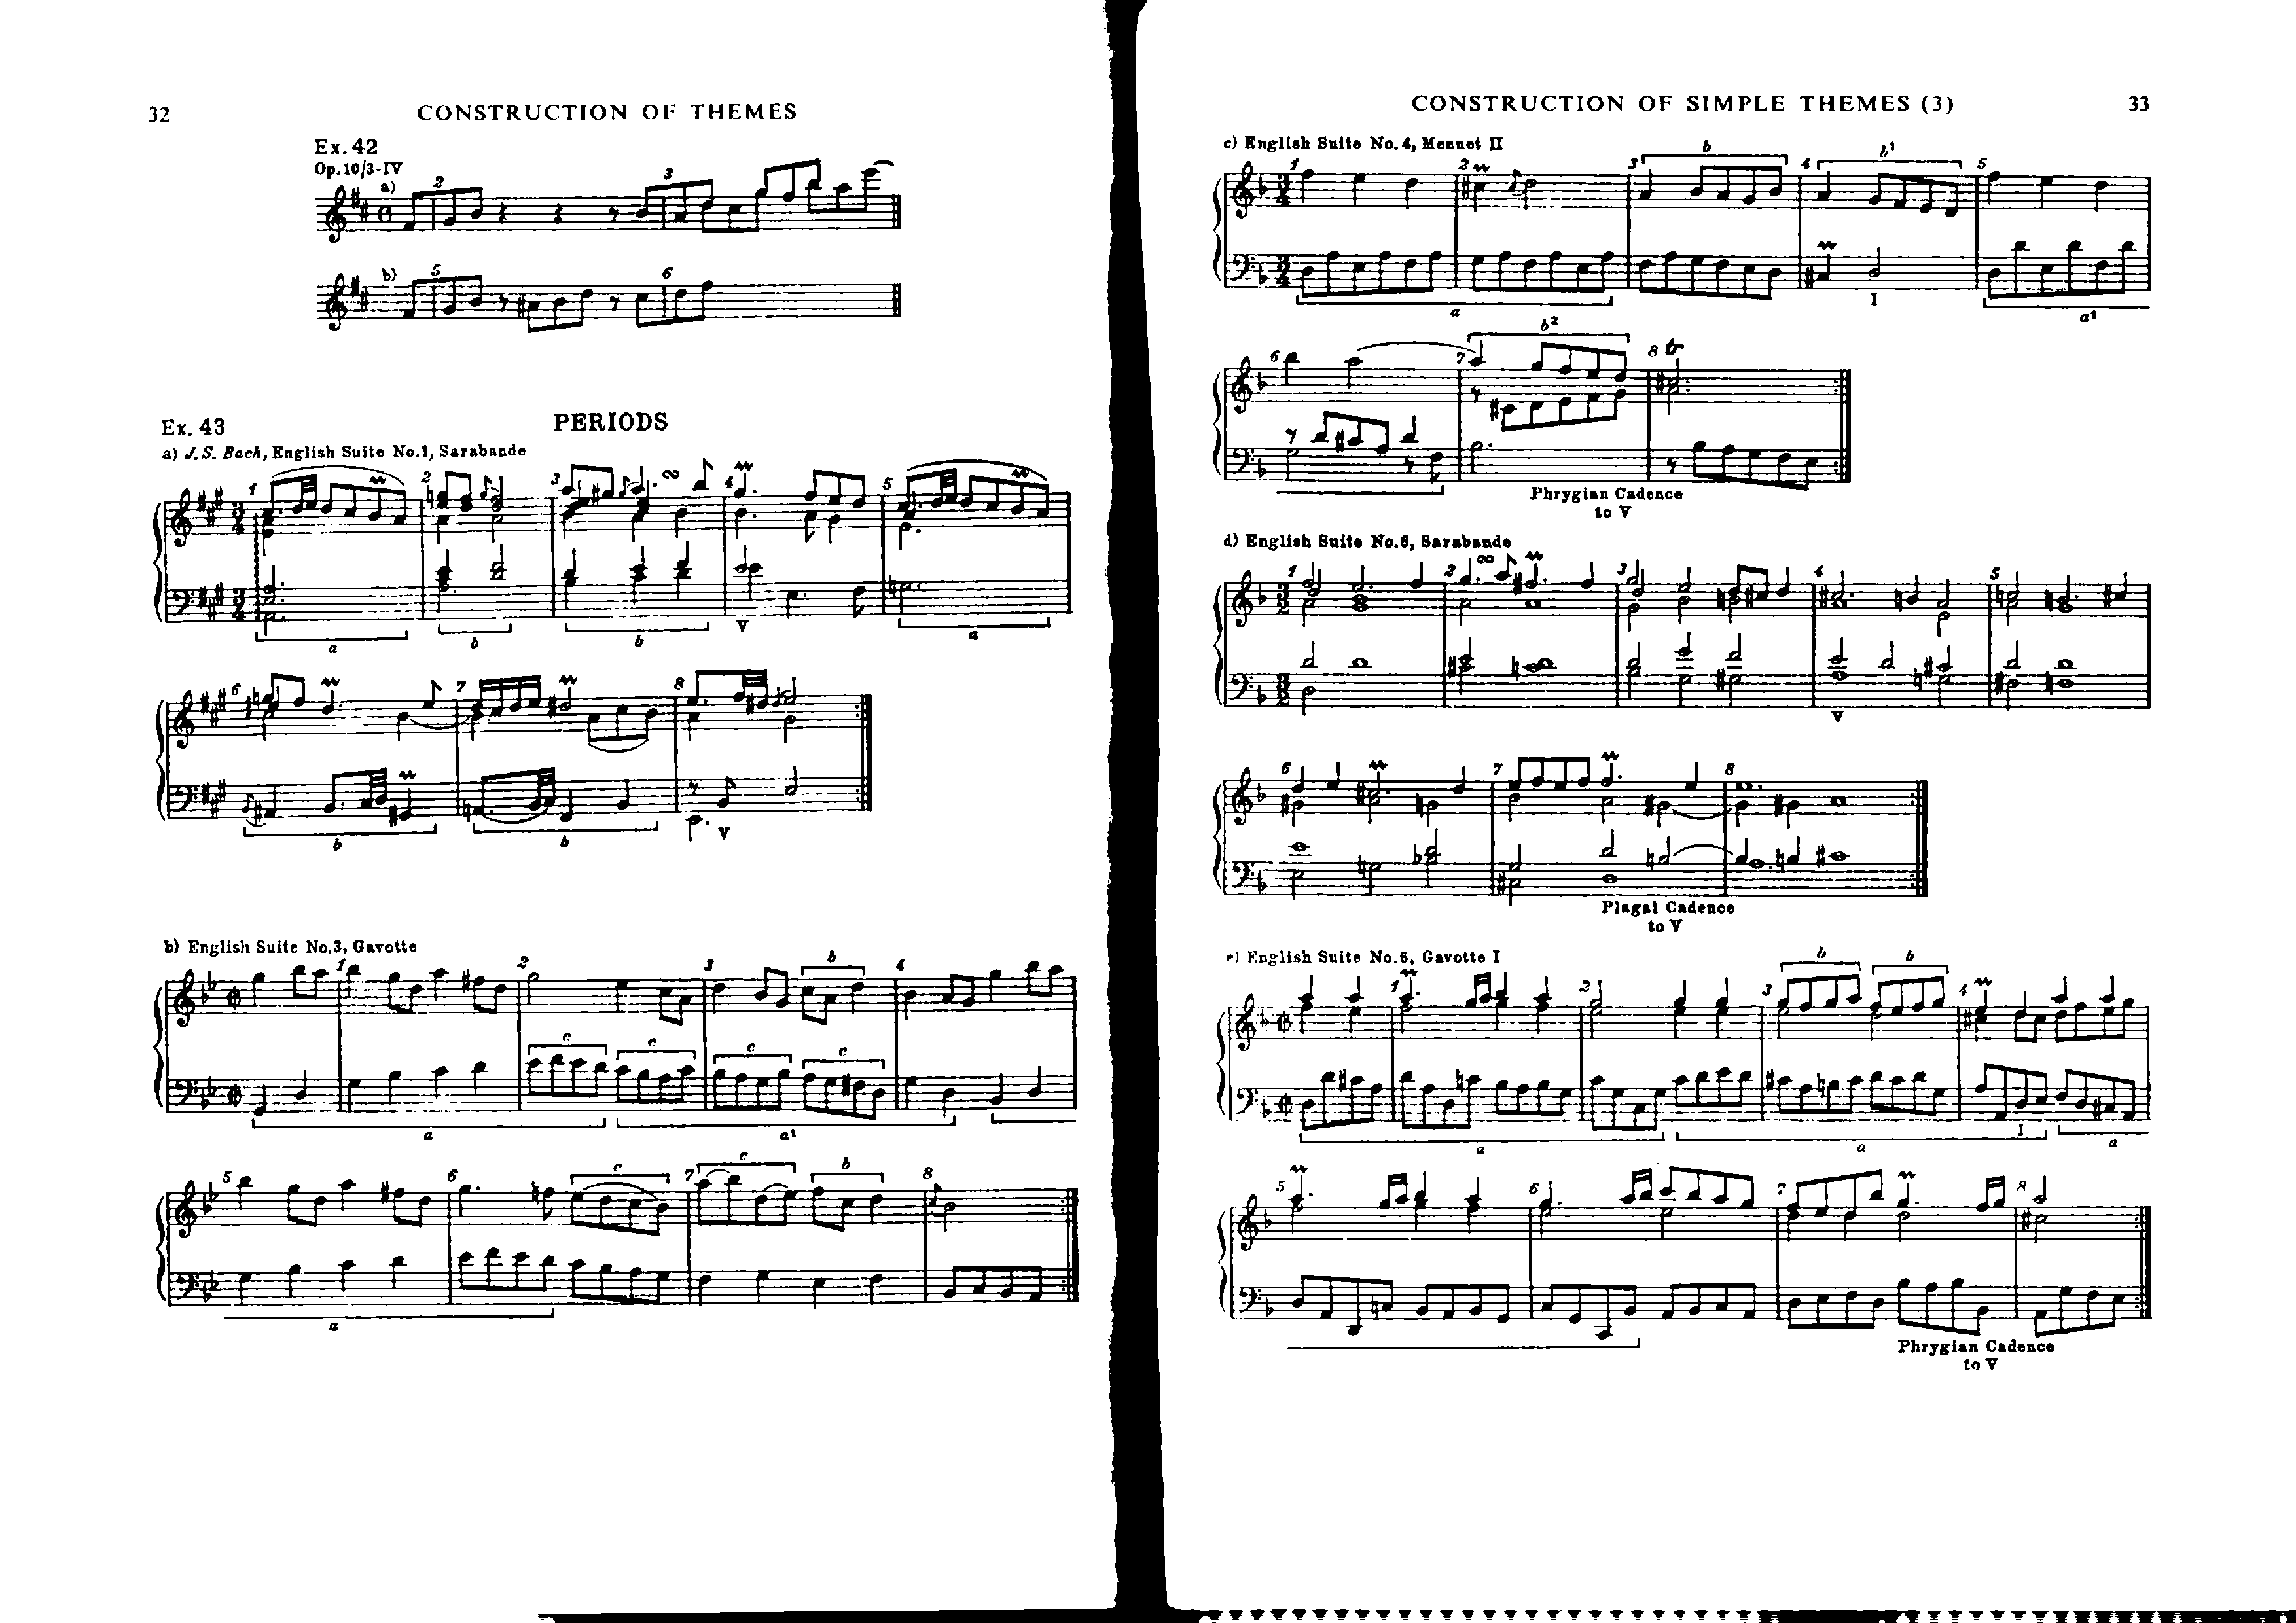 32
CONSTRUCTION OF THEMES
Ex. 42
Op. 10/3-IV
a)
2
3
b)
5
6
Ex. 43
PERIODS
a) J. S. Bach, English Suite No. 1, Sarabande
1
2
3
4
5
a
b
b
V
a
6
7
8
b
b
V
b) English Suite No. 3, Gavotte
1
2
3
b
4
c
c
c
c
a
a¹
5
6
c
7
c
b
8
a
CONSTRUCTION OF SIMPLE THEMES (3)
33
c) English Suite No. 4, Menuet II
1
2
3
b
4
b¹
5
a
I
a¹
6
7
b²
8
tr
Phrygian Cadence
to V
d) English Suite No. 6, Sarabande
1
2
3
4
5
V
6
7
8
Plagal Cadence
to V
e) English Suite No. 6, Gavotte I
1
2
3
b
b
4
a
a
I
a
5
6
7
8
Phrygian Cadence
to V